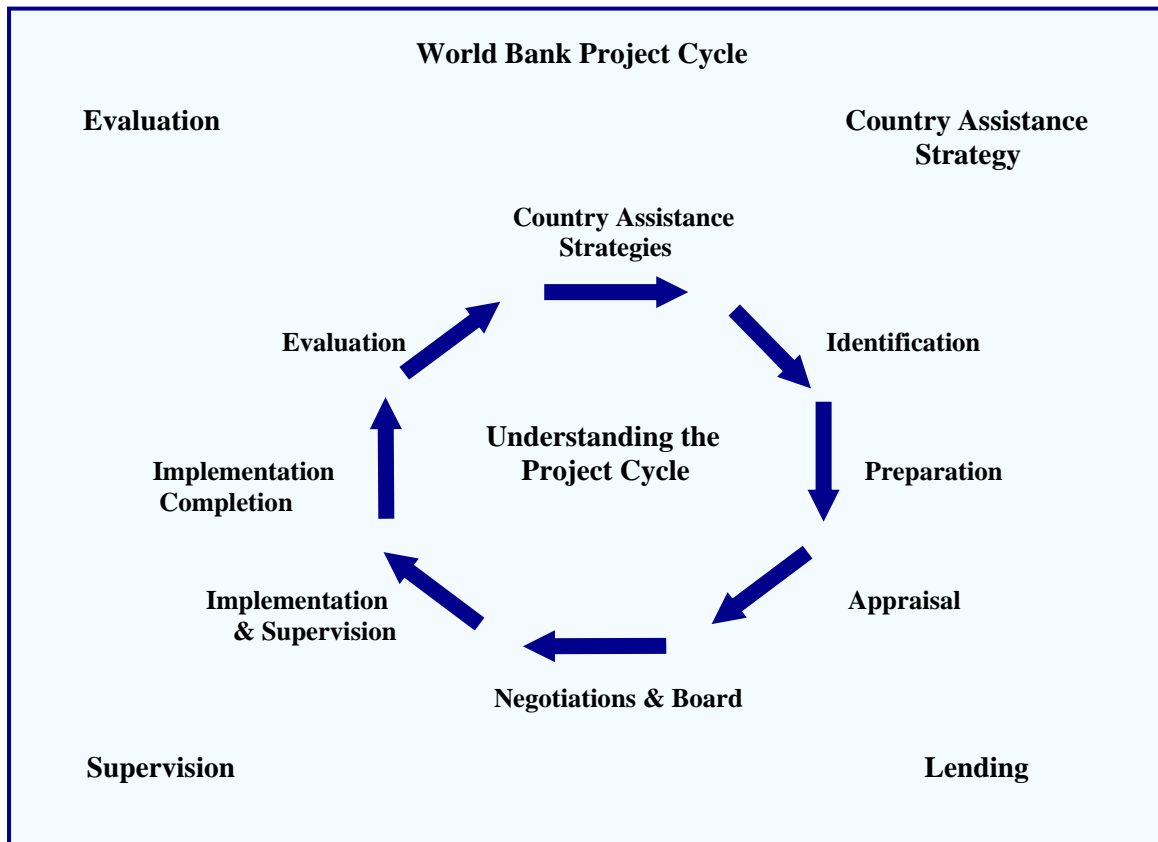 World Bank Project Cycle
Evaluation
Country Assistance
Strategy
Country Assistance
Strategies
Evaluation
Identification
Understanding the
Project Cycle
Implementation
Completion
Preparation
Implementation
& Supervision
Appraisal
Negotiations & Board
Supervision
Lending